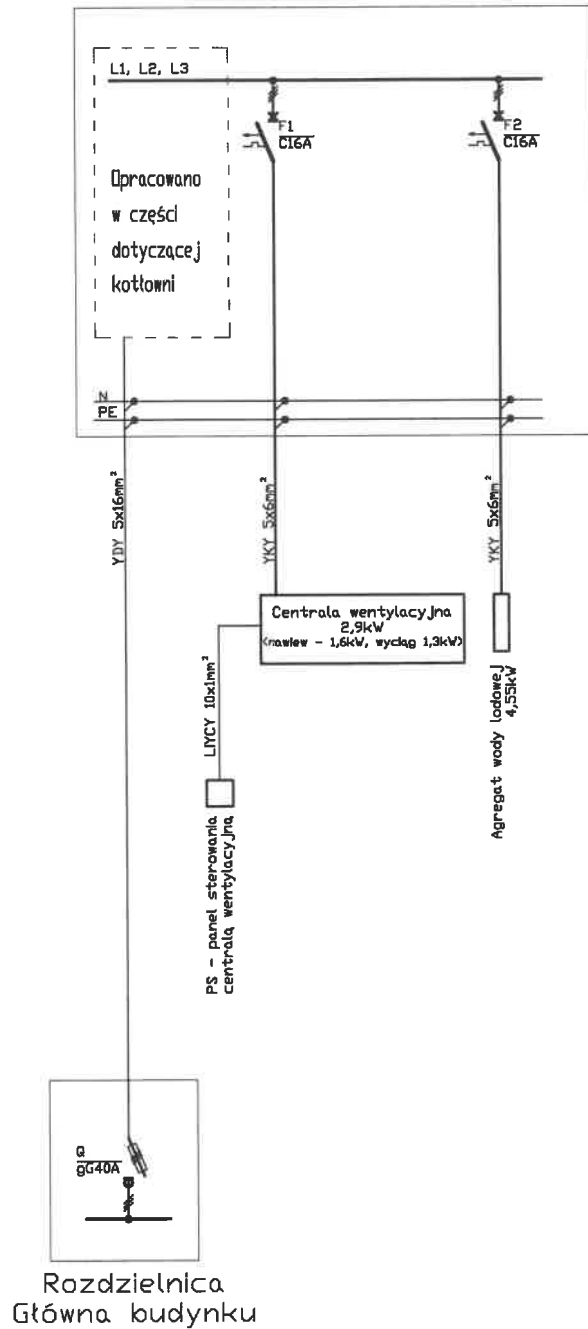 L1, L2, L3
F1
C16A
F2
C16A
Opracowano
w części
dotyczącej
kotłowni
N
PE
YDY 5x16mm²
YKY 5x6mm²
YKY 5x6mm²
Centrala wentylacyjna
2,9kW
(nawiew - 1,6kW, wyciąg 1,3kW)
LIYCY 10x1mm²
Agregat wody lodowej
4,55kW
PS - panel sterowania
centralą wentylacyjną
Q
gG40A
Rozdzielnica
Główna budynku